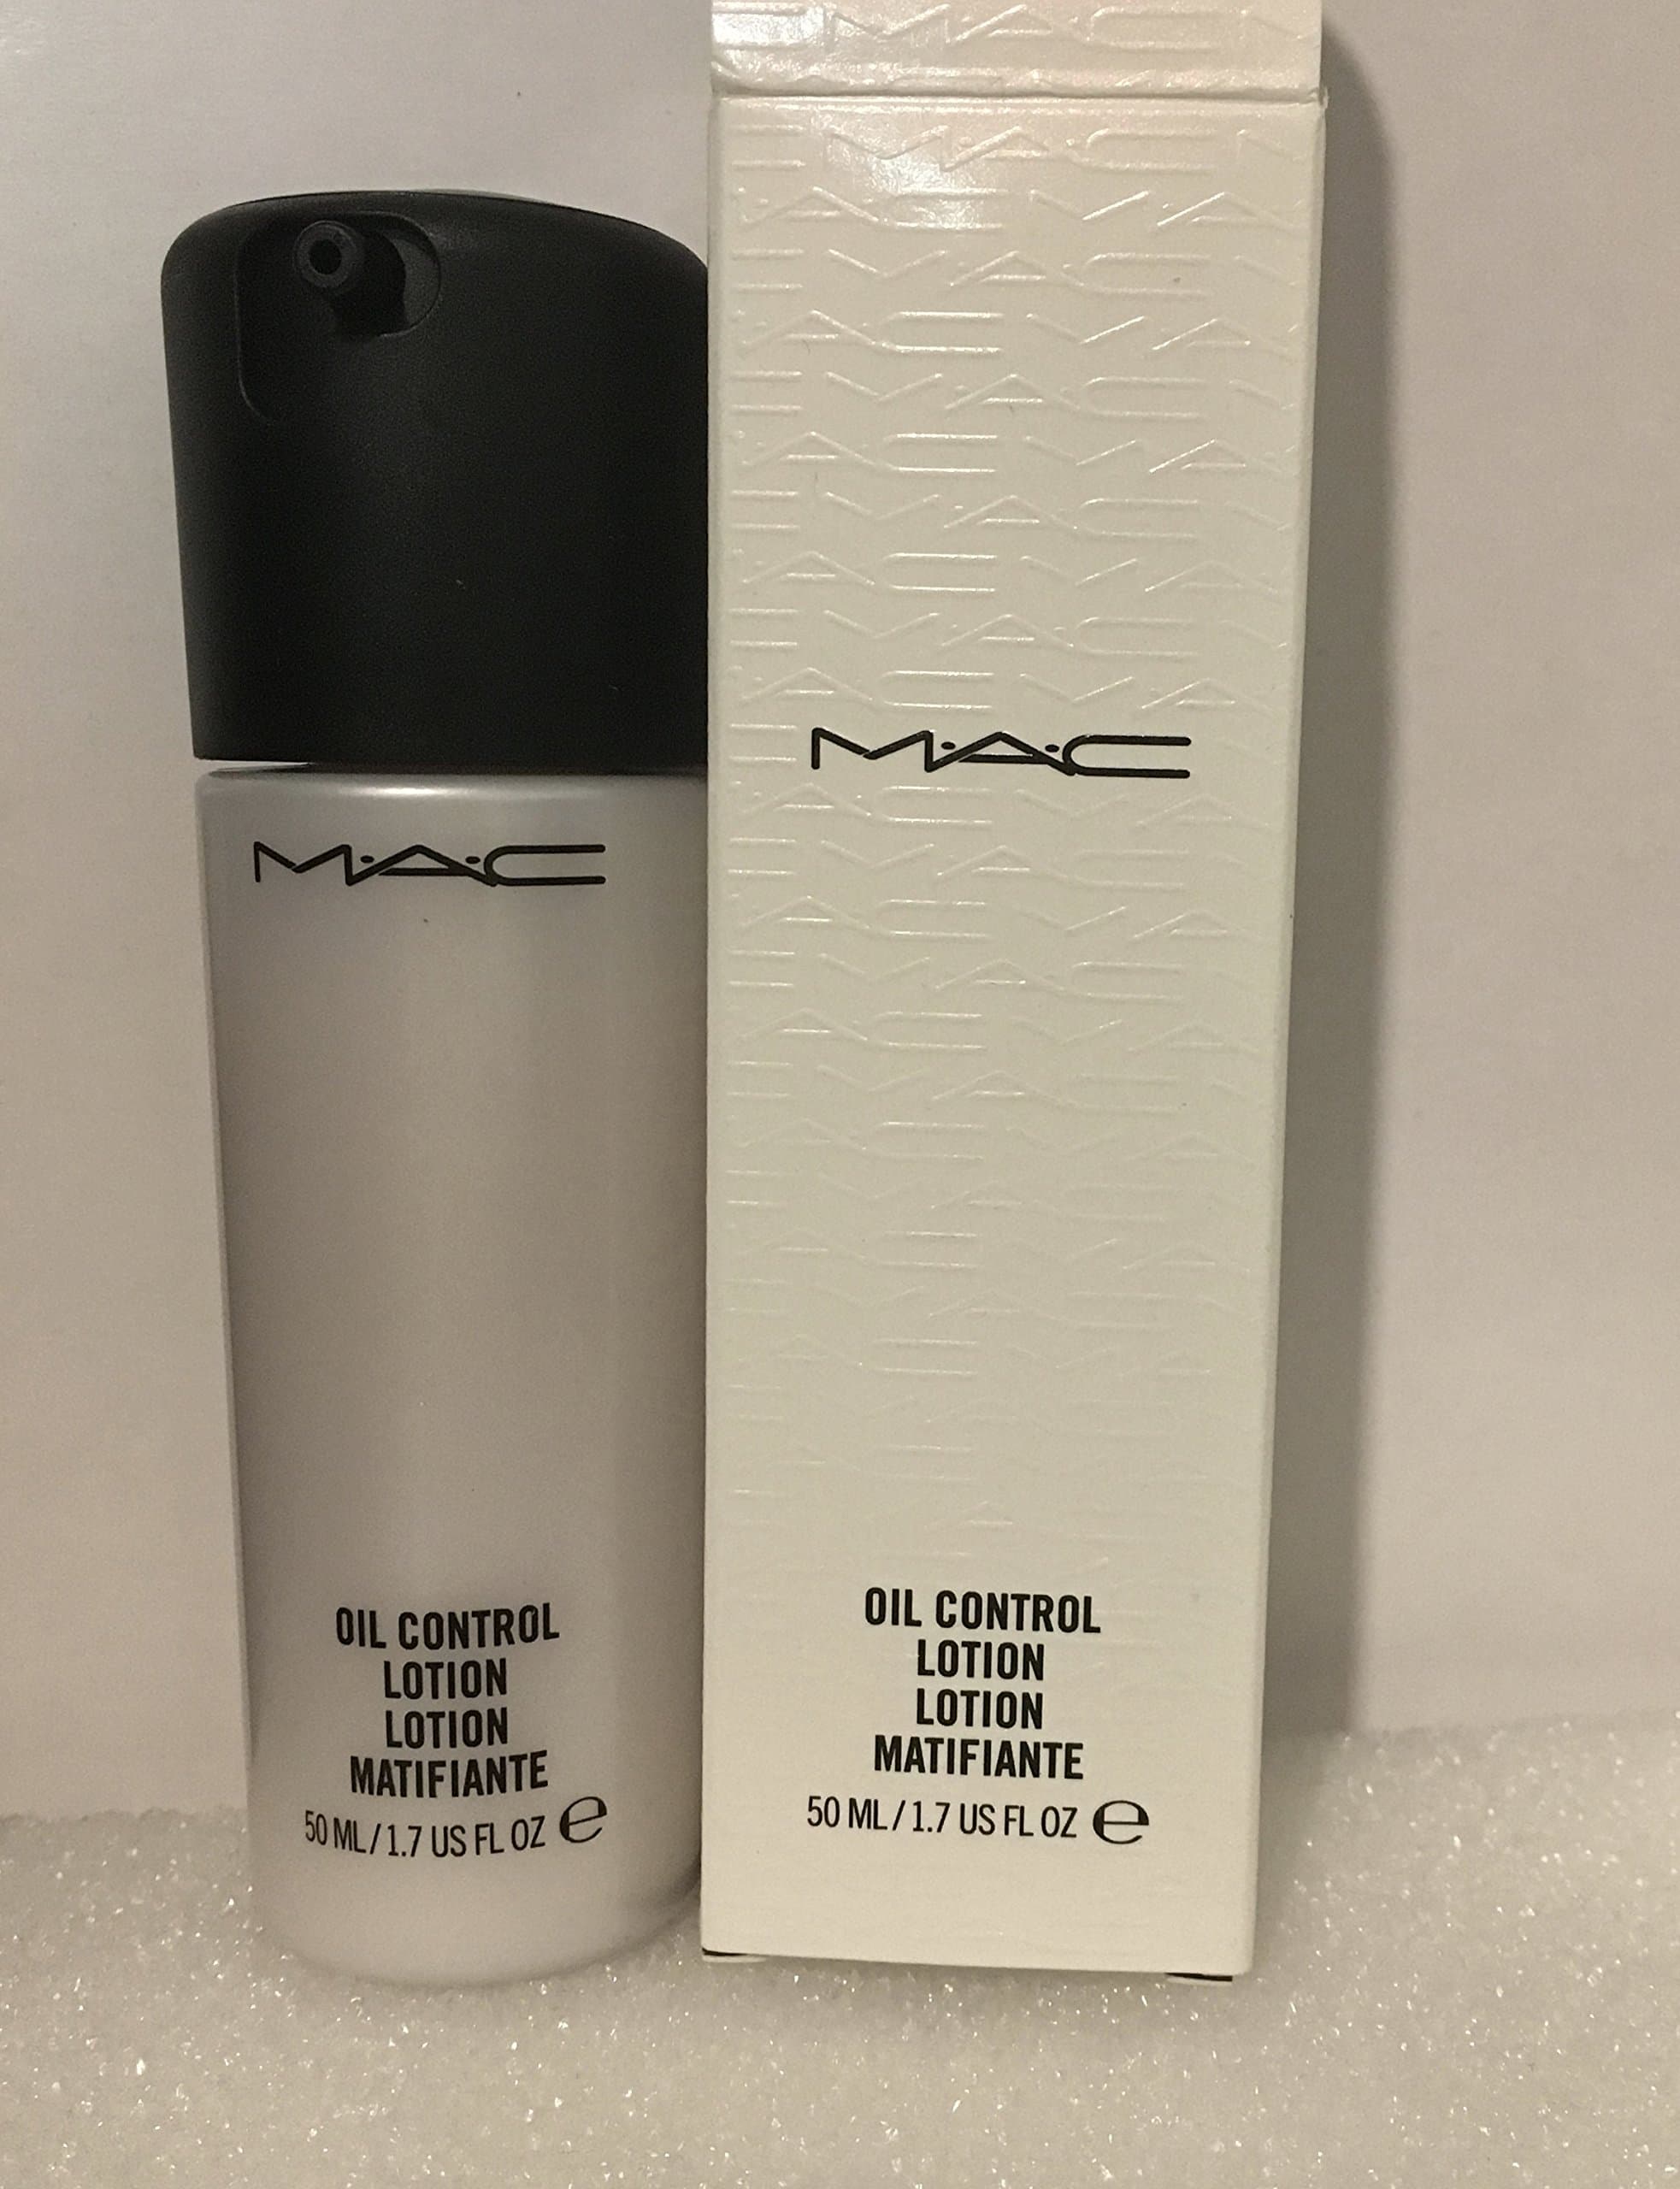 M·A·C
OIL CONTROL
LOTION
LOTION
MATIFIANTE
50 ML / 1.7 US FL OZ e
M·A·C
OIL CONTROL
LOTION
LOTION
MATIFIANTE
50 ML / 1.7 US FL OZ e